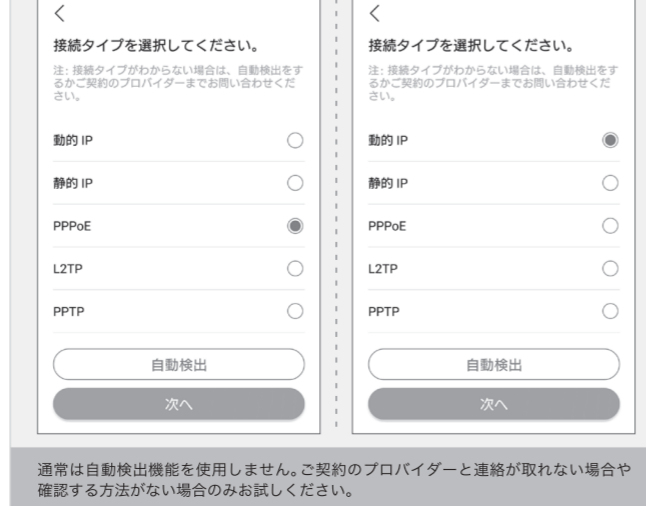 接続タイプを選択してください。
注: 接続タイプがわからない場合は、自動検出をす
るかご契約のプロバイダーまでお問い合わせくだ
さい。
動的 IP
静的 IP
PPPoE
L2TP
PPTP
自動検出
次へ
接続タイプを選択してください。
注: 接続タイプがわからない場合は、自動検出をす
るかご契約のプロバイダーまでお問い合わせくだ
さい。
動的 IP
静的 IP
PPPoE
L2TP
PPTP
自動検出
次へ
通常は自動検出機能を使用しません。ご契約のプロバイダーと連絡が取れない場合や
確認する方法がない場合のみお試しください。